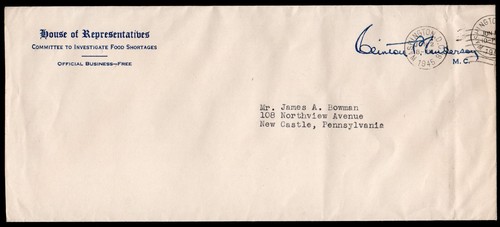 House of Representatives
Committee to Investigate Food Shortages
Official Business—Free
Clinton P. Anderson
M. C.
WASHINGTON, D.
1945
Mr. James A. Bowman
108 Northview Avenue
New Castle, Pennsylvania